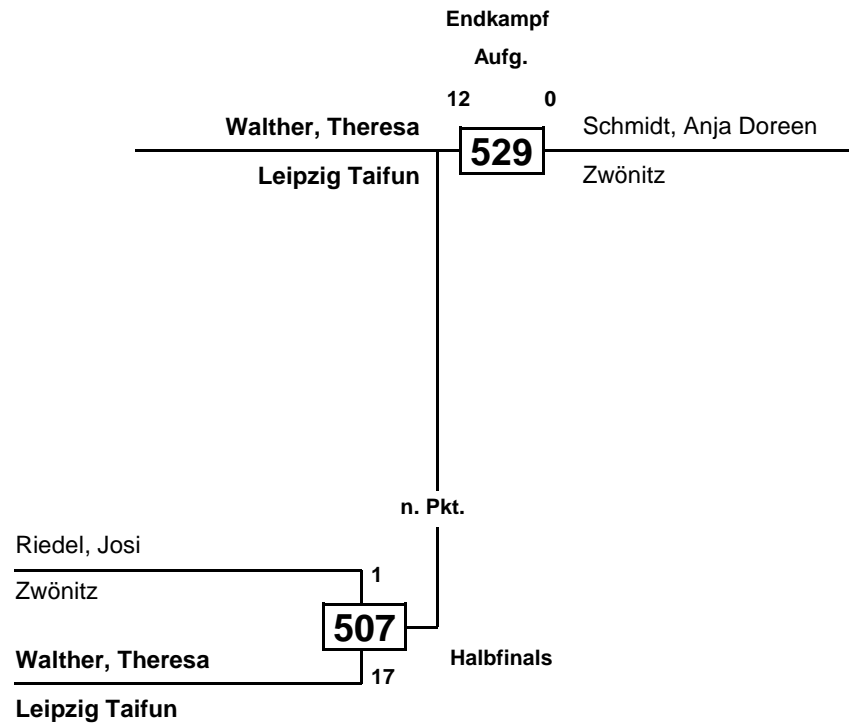 Endkampf
Aufg.
12 0
Walther, Theresa
529
Schmidt, Anja Doreen
Leipzig Taifun
Zwönitz
n. Pkt.
Riedel, Josi
1
Zwönitz
507
Walther, Theresa
Halbfinals
17
Leipzig Taifun